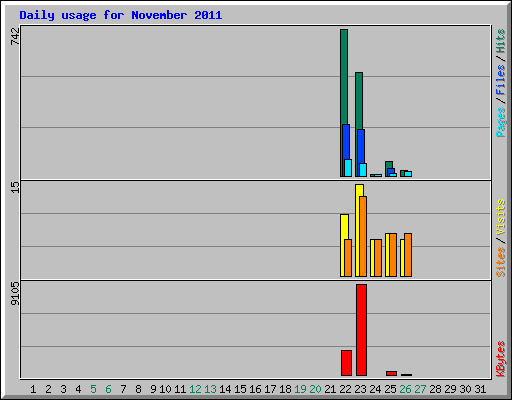 Daily usage for November 2011
742
Pages / Files / Hits
15
Sites / Visits
9105
KBytes
1 2 3 4 5 6 7 8 9 10 11 12 13 14 15 16 17 18 19 20 21 22 23 24 25 26 27 28 29 30 31